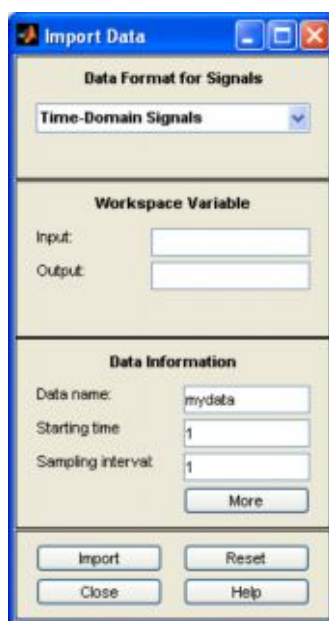 Import Data
Data Format for Signals
Time-Domain Signals
Workspace Variable
Input:
Output:
Data Information
Data name: mydata
Starting time 1
Sampling interval: 1
More
Import Reset
Close Help